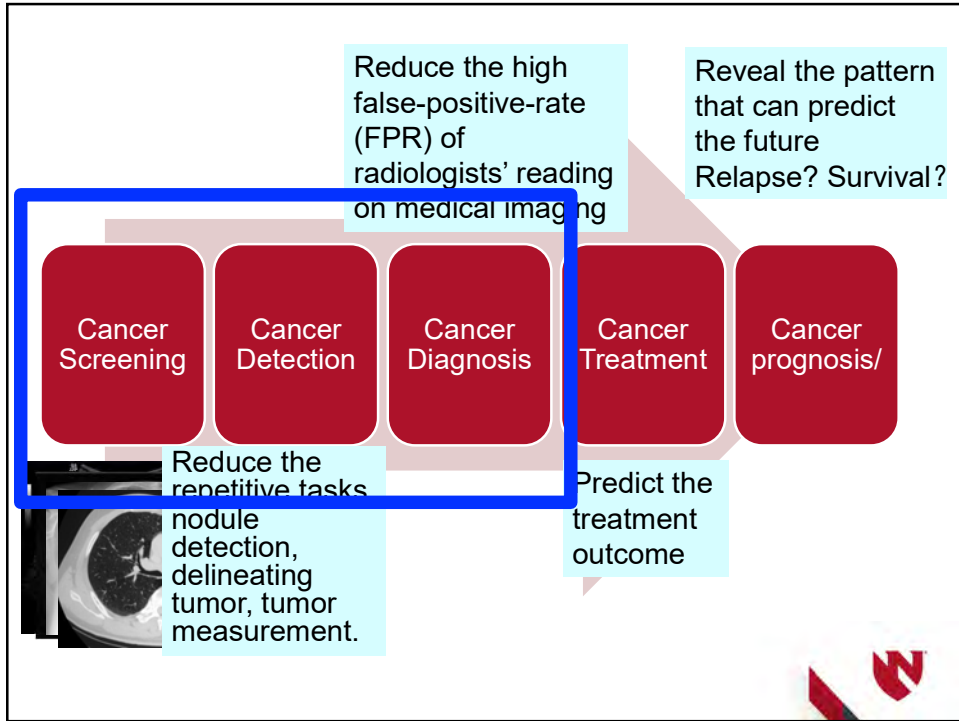 Reduce the high
false-positive-rate
(FPR) of
radiologists’ reading
on medical imaging
Reveal the pattern
that can predict
the future
Relapse? Survival?
Cancer
Screening
Cancer
Detection
Cancer
Diagnosis
Cancer
Treatment
Cancer
prognosis/
Reduce the
repetitive tasks
nodule
detection,
delineating
tumor, tumor
measurement.
Predict the
treatment
outcome
N